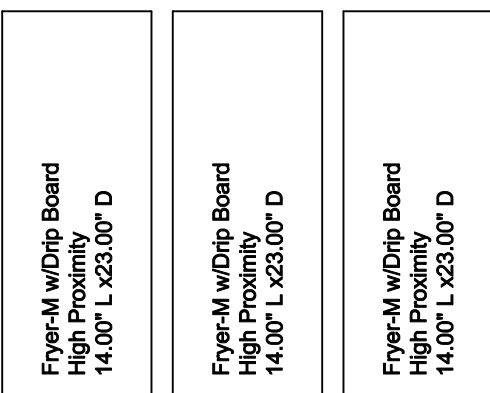 Fryer-M w/Drip Board
High Proximity
14.00" L x23.00" D
Fryer-M w/Drip Board
High Proximity
14.00" L x23.00" D
Fryer-M w/Drip Board
High Proximity
14.00" L x23.00" D